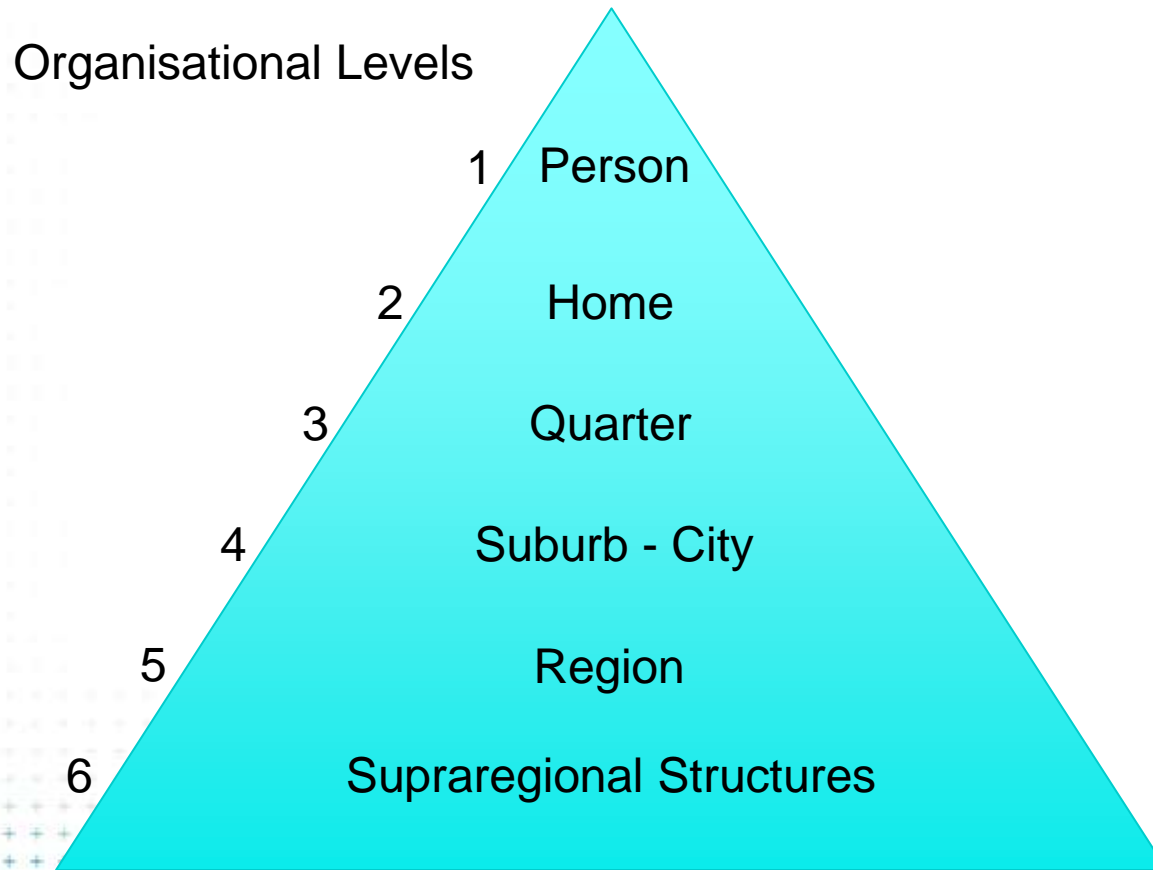 Organisational Levels
1 Person
2 Home
3 Quarter
4 Suburb - City
5 Region
6 Supraregional Structures